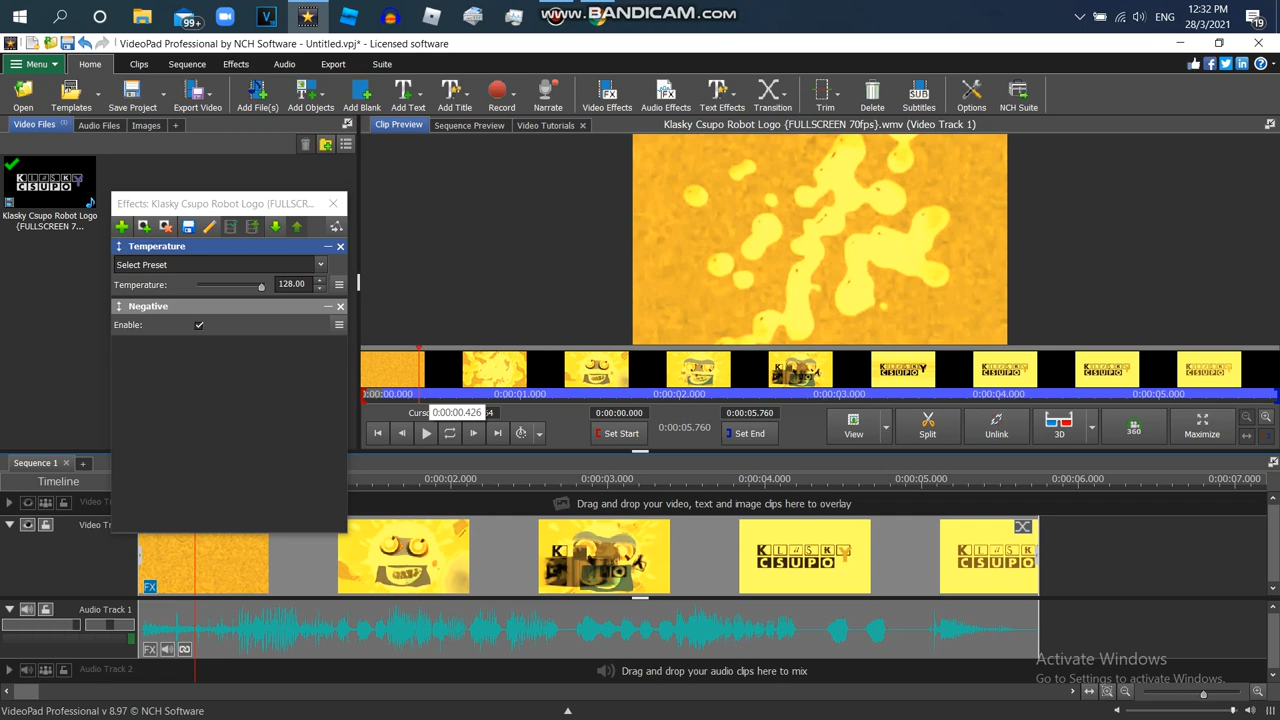 99+
www.BANDICAM.com
ENG
12:32 PM
28/3/2021
19
VideoPad Professional by NCH Software - Untitled.vpj* - Licensed software
Menu
Home
Clips
Sequence
Effects
Audio
Export
Suite
Open
Templates
Save Project
Export Video
Add File(s)
Add Objects
Add Blank
Add Text
Add Title
Record
Narrate
Video Effects
Audio Effects
Text Effects
Transition
Trim
Delete
Subtitles
Options
NCH Suite
Video Files (1)
Audio Files
Images
+
Clip Preview
Sequence Preview
Video Tutorials
Klasky Csupo Robot Logo {FULLSCREEN 70fps}.wmv (Video Track 1)
KLASKY
CSUPO
Klasky Csupo Robot Logo
{FULLSCREEN 7...
Effects: Klasky Csupo Robot Logo (FULLSCR...
Temperature
Select Preset
Temperature:
128.00
Negative
Enable:
0:00:00.000
0:00:01.000
0:00:02.000
0:00:03.000
0:00:04.000
0:00:05.000
0:00:00.426
0:00:00.000
0:00:05.760
Set Start
0:00:05.760
Set End
View
Split
Unlink
3D
360
Maximize
Sequence 1
+
Timeline
0:00:02.000
0:00:03.000
0:00:04.000
0:00:05.000
0:00:06.000
0:00:07.000
Drag and drop your video, text and image clips here to overlay
KLASKY
CSUPO
KLASKY
CSUPO
FX
Audio Track 1
FX
Audio Track 2
Drag and drop your audio clips here to mix
Activate Windows
Go to Settings to activate Windows.
VideoPad Professional v 8.97 © NCH Software